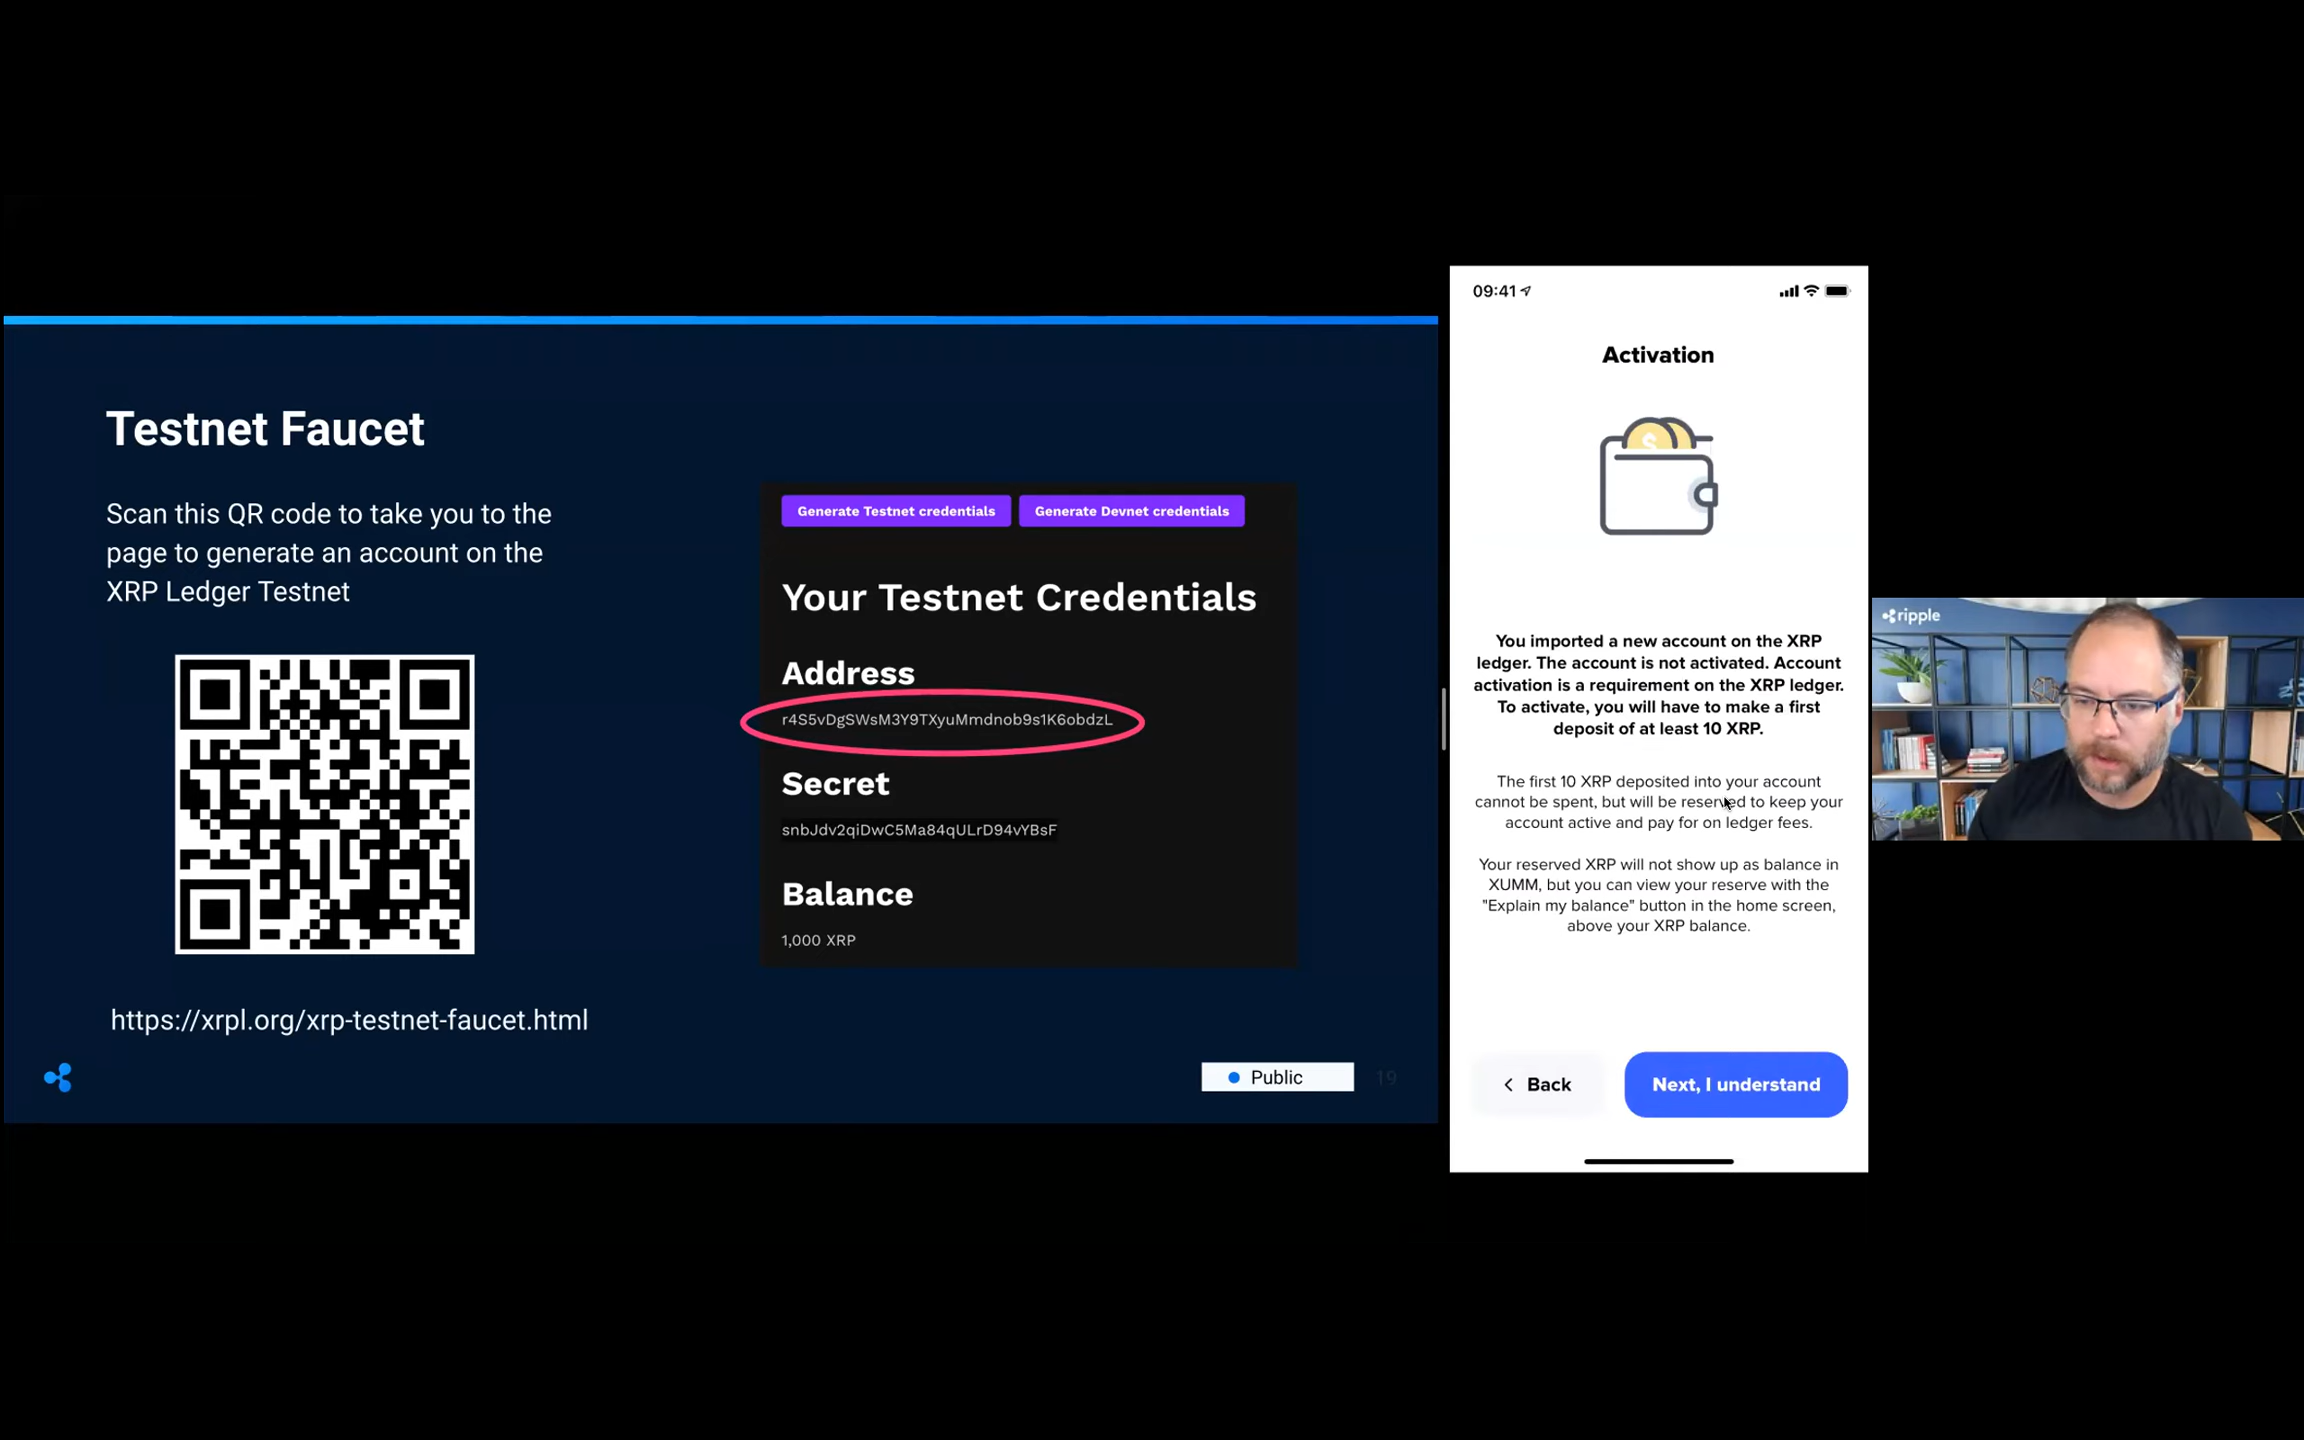 Testnet Faucet
Scan this QR code to take you to the
page to generate an account on the
XRP Ledger Testnet
https://xrpl.org/xrp-testnet-faucet.html
Generate Testnet credentials
Generate Devnet credentials
Your Testnet Credentials
Address
r4S5vDgSWsM3Y9TXyuMmdnob9s1K6obdzL
Secret
snbJdv2qiDwC5Ma84qULrD94vYBsF
Balance
1,000 XRP
Public
19
09:41
Activation
You imported a new account on the XRP
ledger. The account is not activated. Account
activation is a requirement on the XRP ledger.
To activate, you will have to make a first
deposit of at least 10 XRP.
The first 10 XRP deposited into your account
cannot be spent, but will be reserved to keep your
account active and pay for on ledger fees.
Your reserved XRP will not show up as balance in
XUMM, but you can view your reserve with the
"Explain my balance" button in the home screen,
above your XRP balance.
Back
Next, I understand
ripple